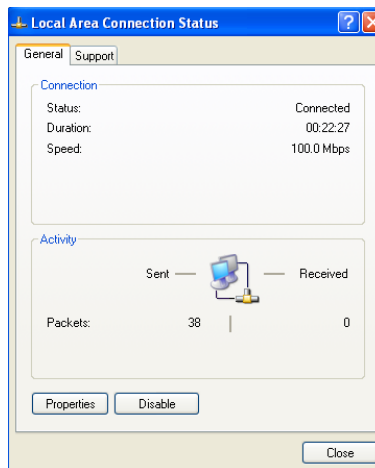 Local Area Connection Status
General Support
Connection
Status: Connected
Duration: 00:22:27
Speed: 100.0 Mbps
Activity
Sent — — Received
Packets: 38 | 0
Properties Disable
Close